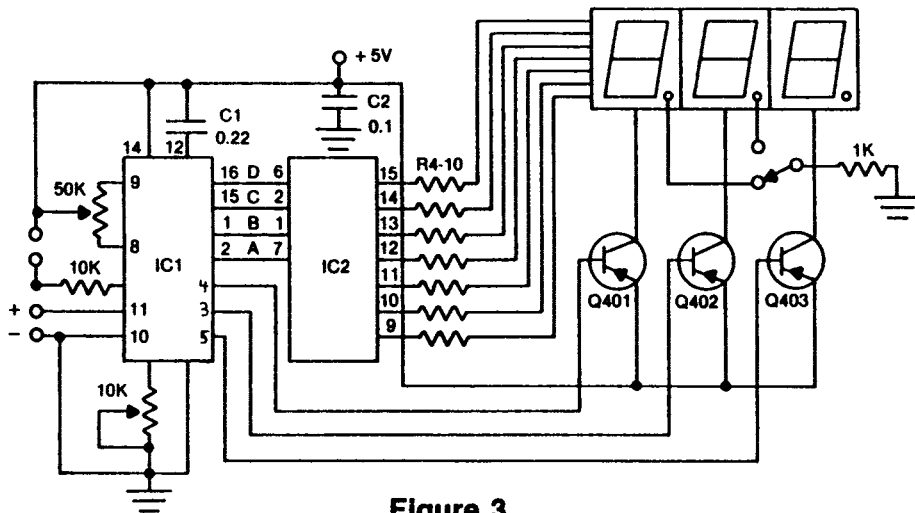 + 5V
C1
0.22
C2
0.1
14
12
50K
9
8
10K
IC1
+
11
-
10
16 D 6
15 C 2
1 B 1
2 A 7
4
3
5
IC2
15
14
13
12
11
10
9
R4-10
1K
Q401
Q402
Q403
10K
Figure 3